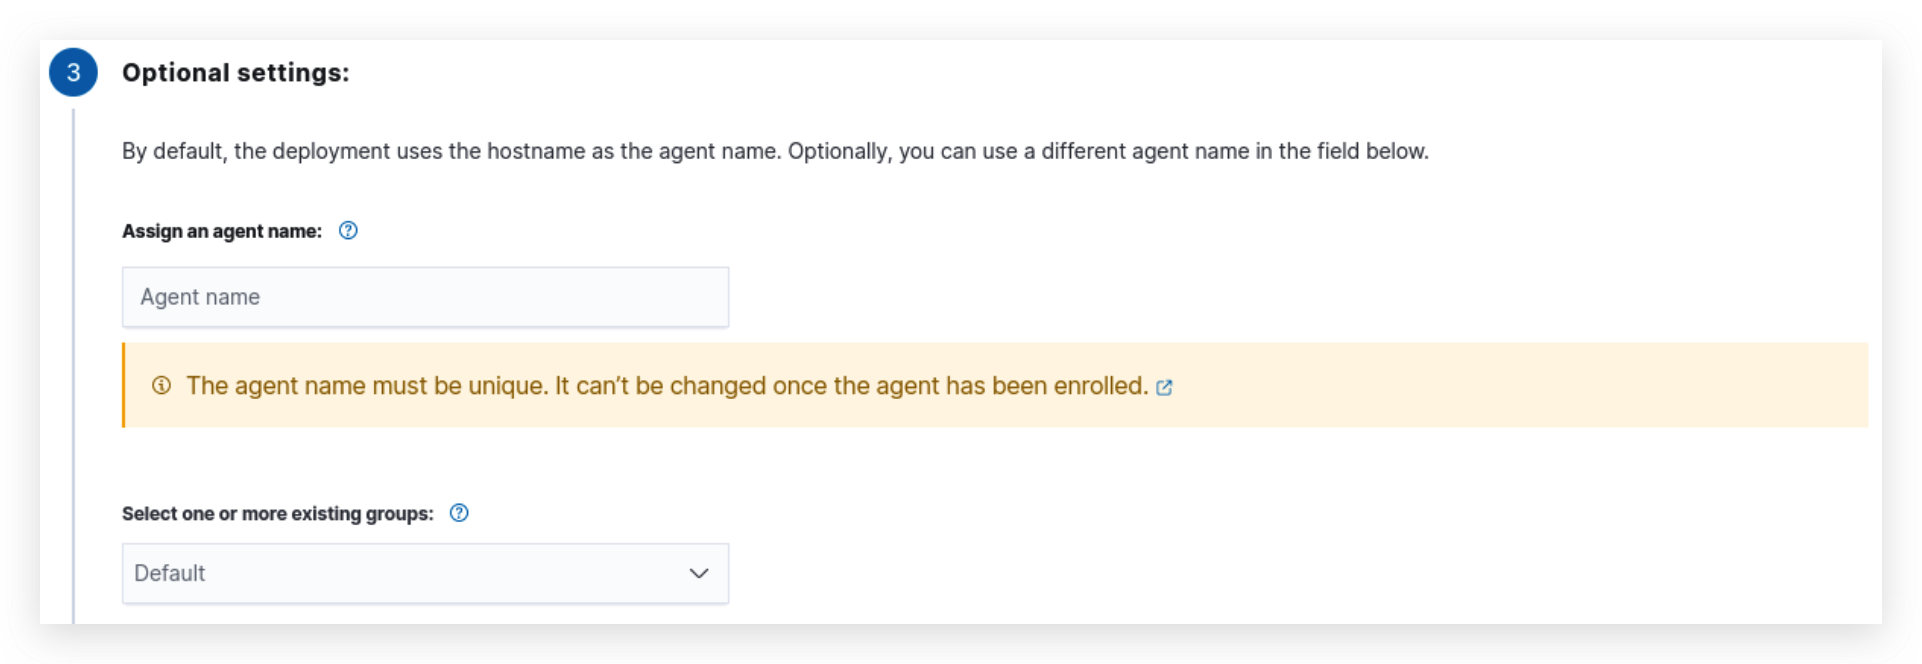 3 Optional settings:
By default, the deployment uses the hostname as the agent name. Optionally, you can use a different agent name in the field below.
Assign an agent name:
Agent name
The agent name must be unique. It can’t be changed once the agent has been enrolled.
Select one or more existing groups:
Default